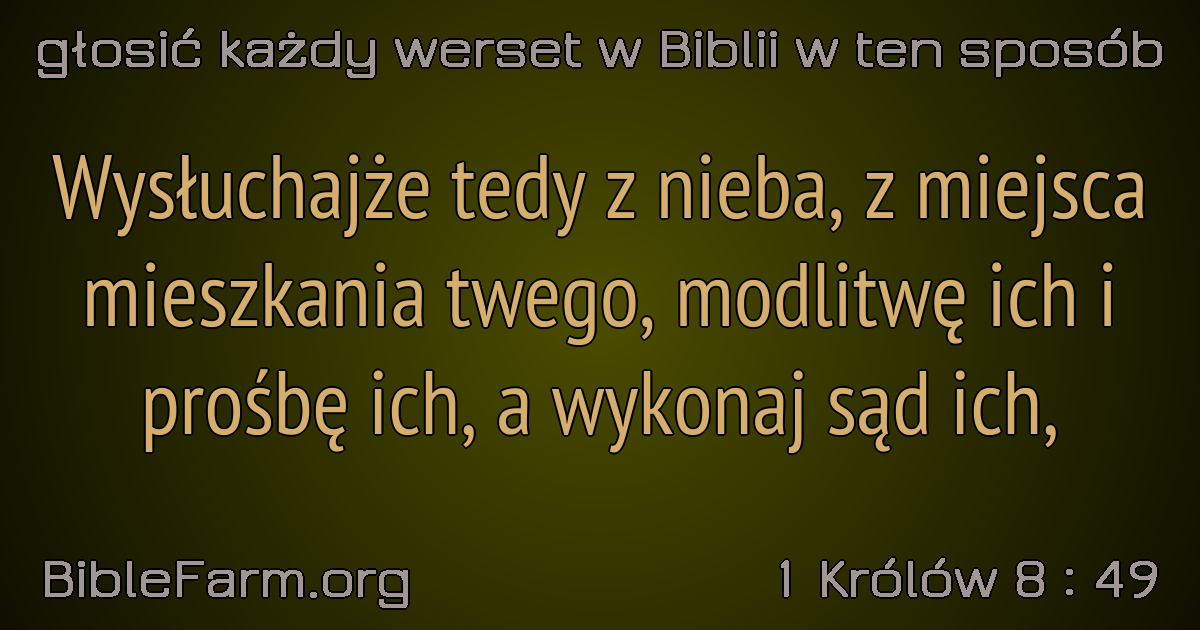 głosić każdy werset w Biblii w ten sposób
Wysłuchajże tedy z nieba, z miejsca
mieszkania twego, modlitwę ich i
prośbę ich, a wykonaj sąd ich,
BibleFarm.org
1 Królów 8 : 49